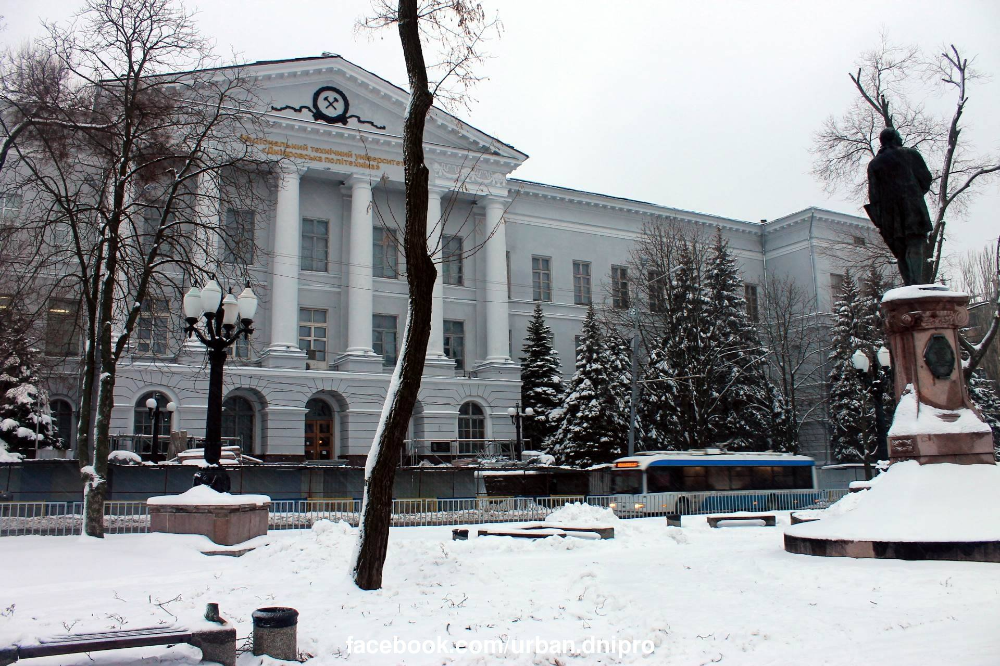 Національний технічний університет
«Дніпровська політехніка»
facebook.com/urban.dnipro